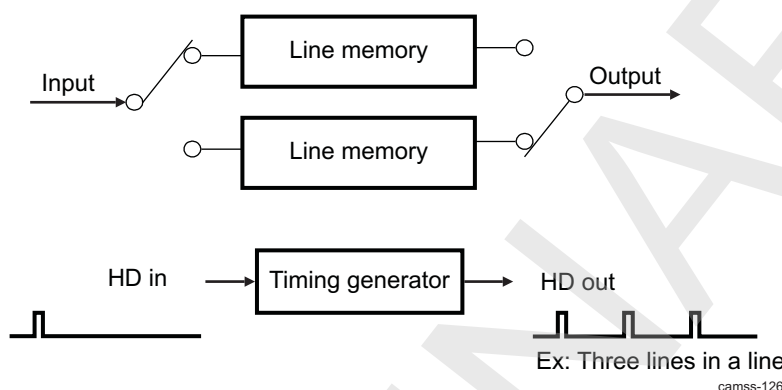 Line memory
Input
Output
Line memory
HD in
Timing generator
HD out
Ex: Three lines in a line
camss-126